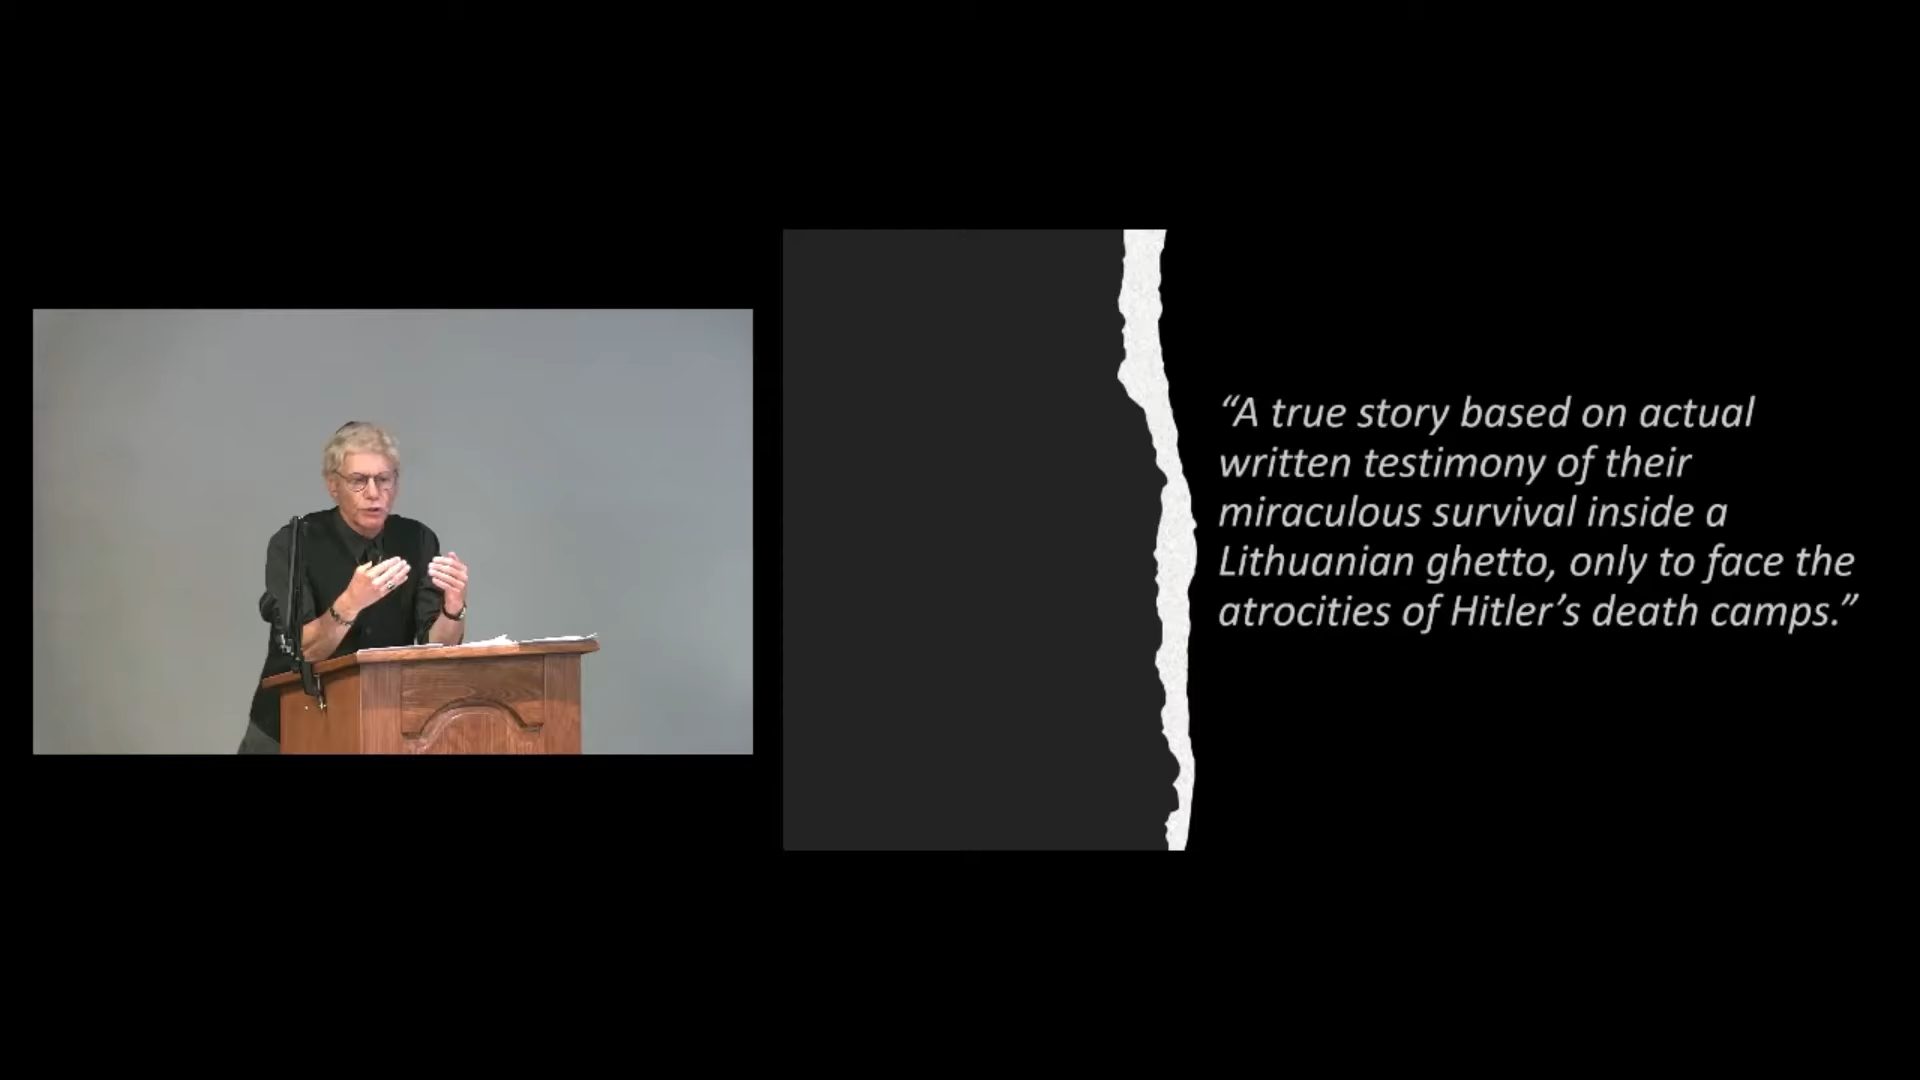 “A true story based on actual
written testimony of their
miraculous survival inside a
Lithuanian ghetto, only to face the
atrocities of Hitler’s death camps.”